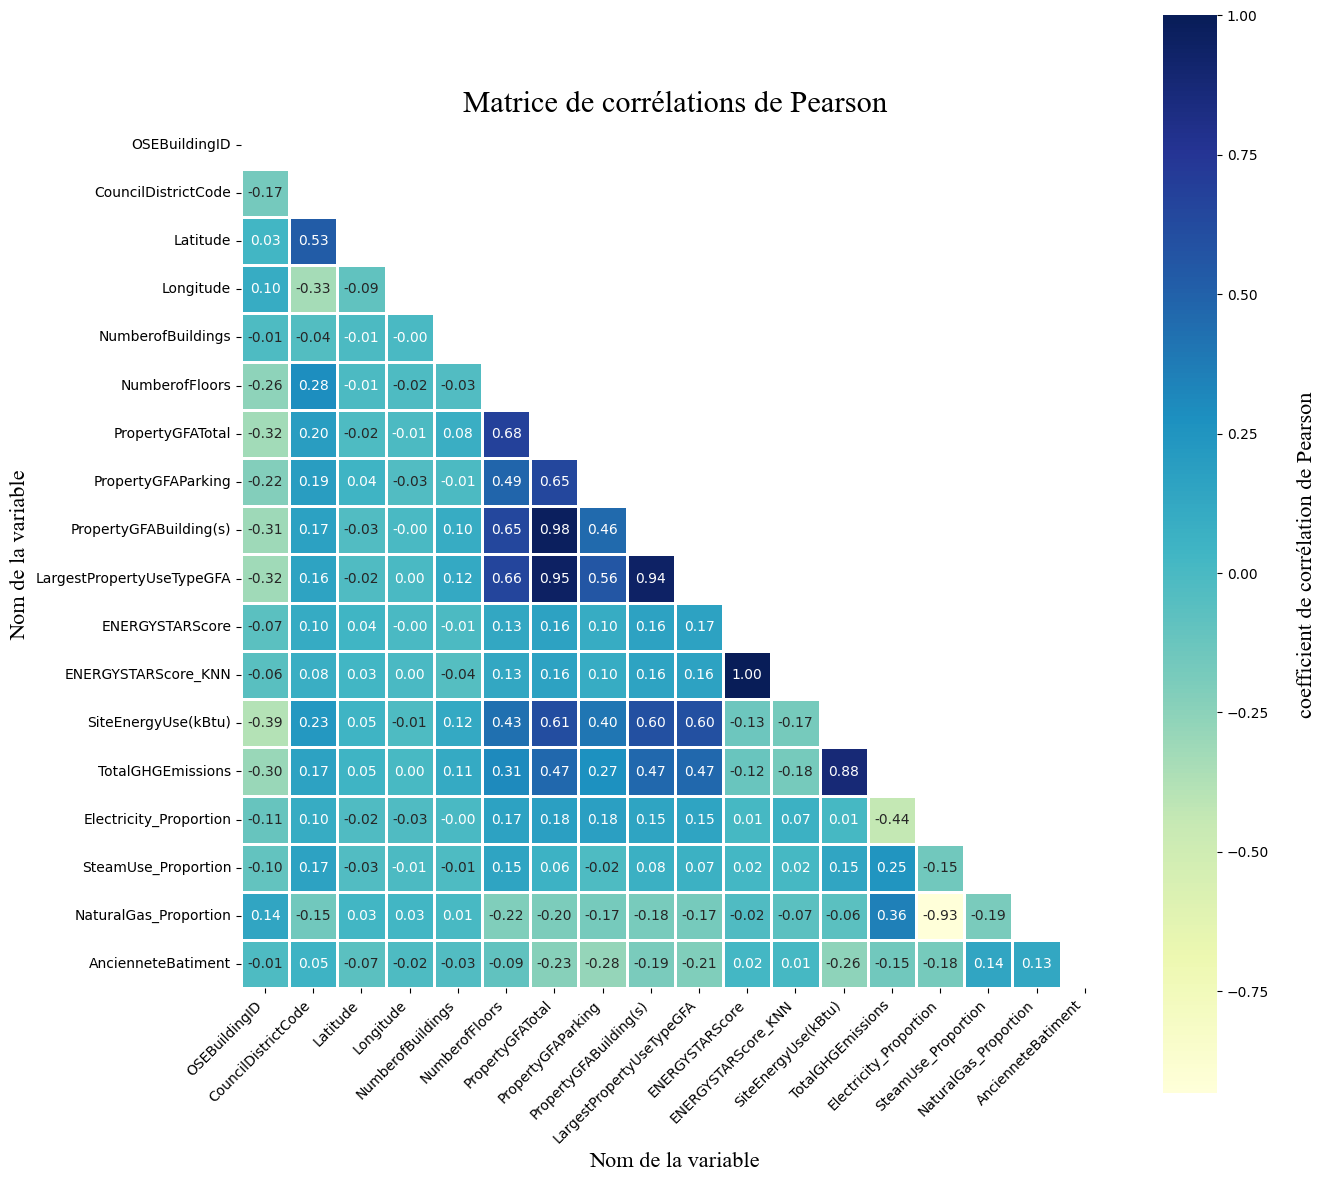 Matrice de corrélations de Pearson
OSEBuildingID
CouncilDistrictCode -0.17
Latitude 0.03 0.53
Longitude 0.10 -0.33 -0.09
NumberofBuildings -0.01 -0.04 -0.01 -0.00
NumberofFloors -0.26 0.28 -0.01 -0.02 -0.03
PropertyGFATotal -0.32 0.20 -0.02 -0.01 0.08 0.68
PropertyGFAParking -0.22 0.19 0.04 -0.03 -0.01 0.49 0.65
PropertyGFABuilding(s) -0.31 0.17 -0.03 -0.00 0.10 0.65 0.98 0.46
LargestPropertyUseTypeGFA -0.32 0.16 -0.02 0.00 0.12 0.66 0.95 0.56 0.94
ENERGYSTARScore -0.07 0.10 0.04 -0.00 -0.01 0.13 0.16 0.10 0.16 0.17
ENERGYSTARScore_KNN -0.06 0.08 0.03 0.00 -0.04 0.13 0.16 0.10 0.16 0.16 1.00
SiteEnergyUse(kBtu) -0.39 0.23 0.05 -0.01 0.12 0.43 0.61 0.40 0.60 0.60 -0.13 -0.17
TotalGHGEmissions -0.30 0.17 0.05 0.00 0.11 0.31 0.47 0.27 0.47 0.47 -0.12 -0.18 0.88
Electricity_Proportion -0.11 0.10 -0.02 -0.03 -0.00 0.17 0.18 0.18 0.15 0.15 0.01 0.07 0.01 -0.44
SteamUse_Proportion -0.10 0.17 -0.03 -0.01 -0.01 0.15 0.06 -0.02 0.08 0.07 0.02 0.02 0.15 0.25 -0.15
NaturalGas_Proportion 0.14 -0.15 0.03 0.03 0.01 -0.22 -0.20 -0.17 -0.18 -0.17 -0.02 -0.07 -0.06 0.36 -0.93 -0.19
AncienneteBatiment -0.01 0.05 -0.07 -0.02 -0.03 -0.09 -0.23 -0.28 -0.19 -0.21 0.02 0.01 -0.26 -0.15 -0.18 0.14 0.13
Nom de la variable
OSEBuildingID
CouncilDistrictCode
Latitude
Longitude
NumberofBuildings
NumberofFloors
PropertyGFATotal
PropertyGFAParking
PropertyGFABuilding(s)
LargestPropertyUseTypeGFA
ENERGYSTARScore
ENERGYSTARScore_KNN
SiteEnergyUse(kBtu)
TotalGHGEmissions
Electricity_Proportion
SteamUse_Proportion
NaturalGas_Proportion
AncienneteBatiment
Nom de la variable
1.00
0.75
0.50
0.25
0.00
−0.25
−0.50
−0.75
coefficient de corrélation de Pearson